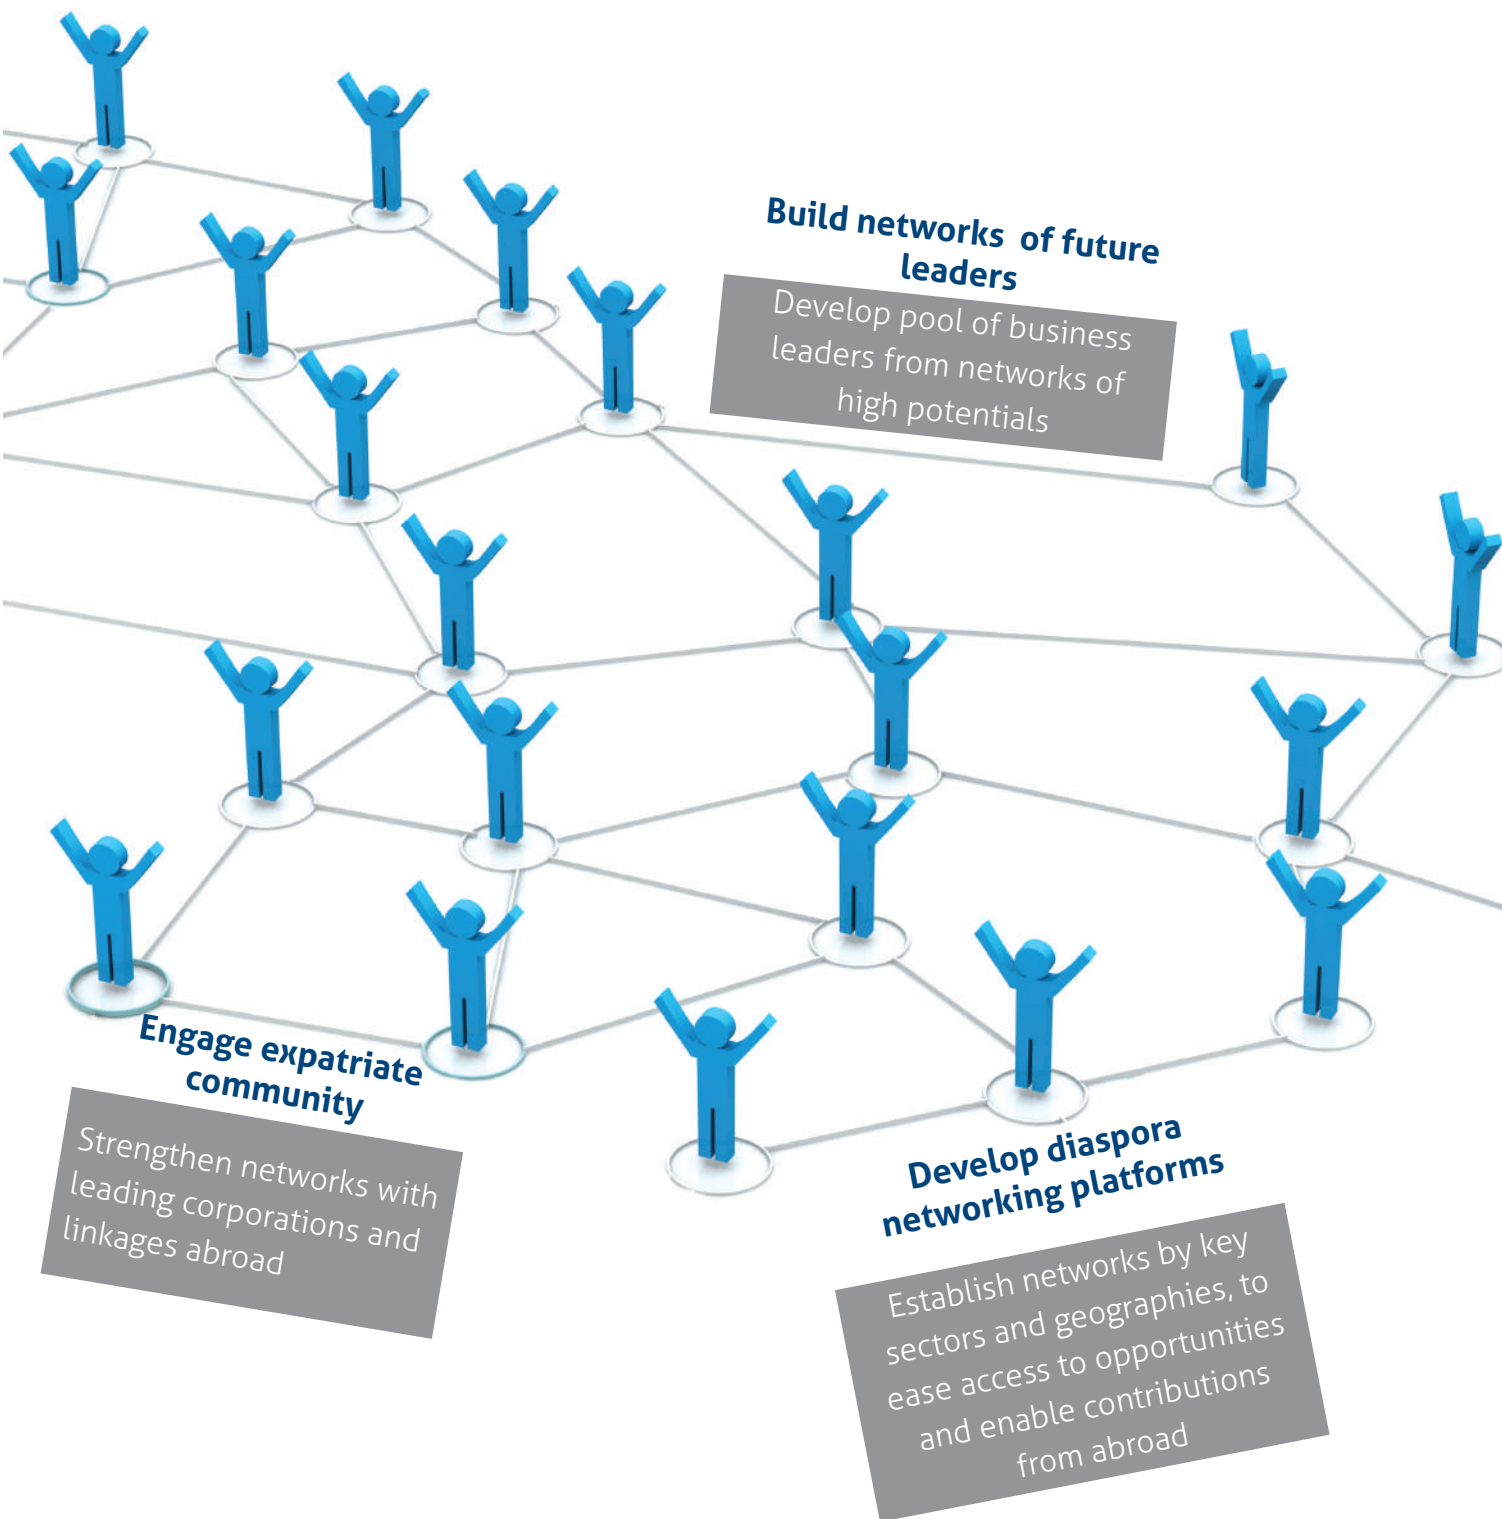 Build networks of future
leaders
Develop pool of business
leaders from networks of
high potentials
Engage expatriate
community
Strengthen networks with
leading corporations and
linkages abroad
Develop diaspora
networking platforms
Establish networks by key
sectors and geographies, to
ease access to opportunities
and enable contributions
from abroad